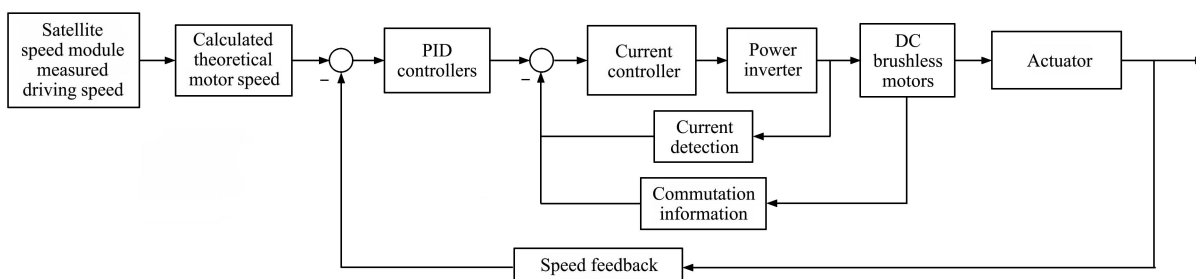 Satellite
speed module
measured
driving speed
Calculated
theoretical
motor speed
−
PID
controllers
−
Current
controller
Power
inverter
DC
brushless
motors
Actuator
Current
detection
Commutation
information
Speed feedback